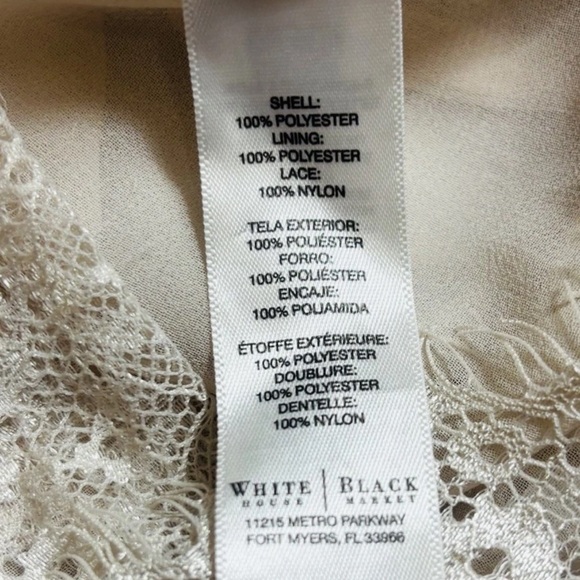 SHELL:
100% POLYESTER
LINING:
100% POLYESTER
LACE:
100% NYLON
TELA EXTERIOR:
100% POLIÉSTER
FORRO:
100% POLIÉSTER
ENCAJE:
100% POLIAMIDA
ÉTOFFE EXTÉRIEURE:
100% POLYESTER
DOUBLURE:
100% POLYESTER
DENTELLE:
100% NYLON
WHITE | BLACK
HOUSE MARKET
11215 METRO PARKWAY
FORT MYERS, FL 33966